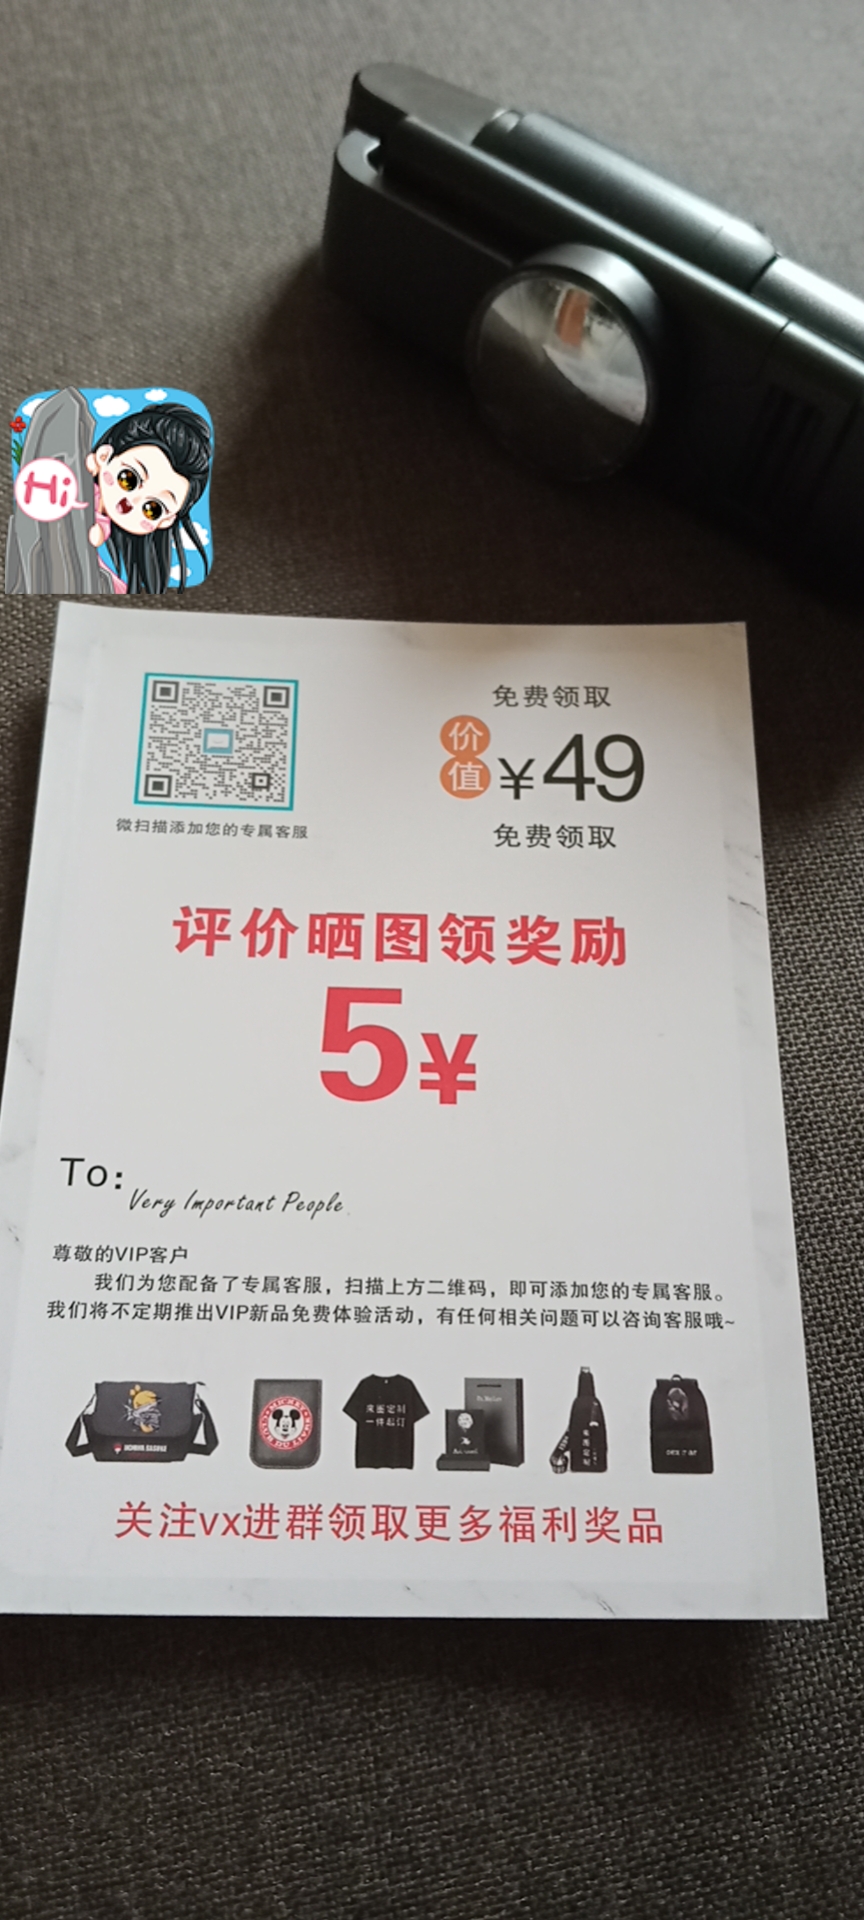 Hi
免费领取
价值¥49
微扫描添加您的专属客服
免费领取
评价晒图领奖励
5¥
To:
Very Important People
尊敬的VIP客户
我们为您配备了专属客服，扫描上方二维码，即可添加您的专属客服。
我们将不定期推出VIP新品免费体验活动，有任何相关问题可以咨询客服哦~
MICKEY
来图定制
一件起订
来图定制
关注vx进群领取更多福利奖品